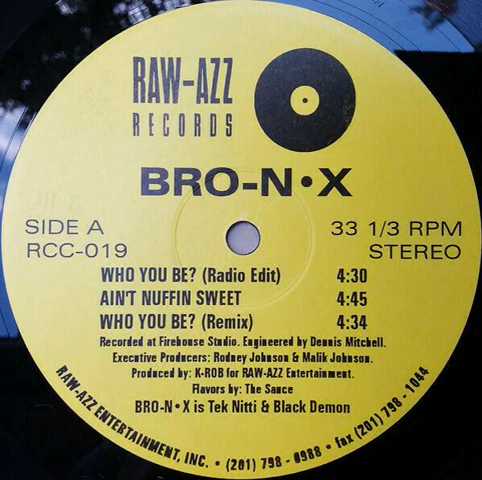 RAW-AZZ
RECORDS
BRO-N•X
SIDE A
RCC-019
33 1/3 RPM
STEREO
WHO YOU BE? (Radio Edit) 4:30
AIN'T NUFFIN SWEET 4:45
WHO YOU BE? (Remix) 4:34
Recorded at Firehouse Studio. Engineered by Dennis Mitchell.
Executive Producers: Rodney Johnson & Malik Johnson.
Produced by: K-ROB for RAW-AZZ Entertainment.
Flavors by: The Sauce
BRO-N•X is Tek Nitti & Black Demon
RAW-AZZ ENTERTAINMENT, INC. • (201) 798-0988 • fax (201) 798-1044